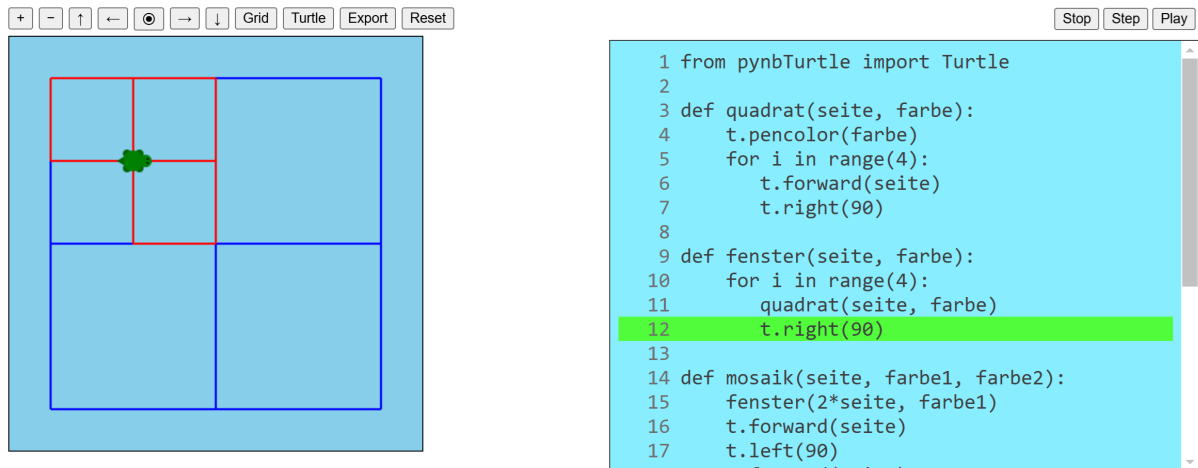 + − ↑ ← ◉ → ↓ Grid Turtle Export Reset Stop Step Play
1 from pynbTurtle import Turtle
2
3 def quadrat(seite, farbe):
4     t.pencolor(farbe)
5     for i in range(4):
6        t.forward(seite)
7        t.right(90)
8
9 def fenster(seite, farbe):
10     for i in range(4):
11        quadrat(seite, farbe)
12        t.right(90)
13
14 def mosaik(seite, farbe1, farbe2):
15     fenster(2*seite, farbe1)
16     t.forward(seite)
17     t.left(90)